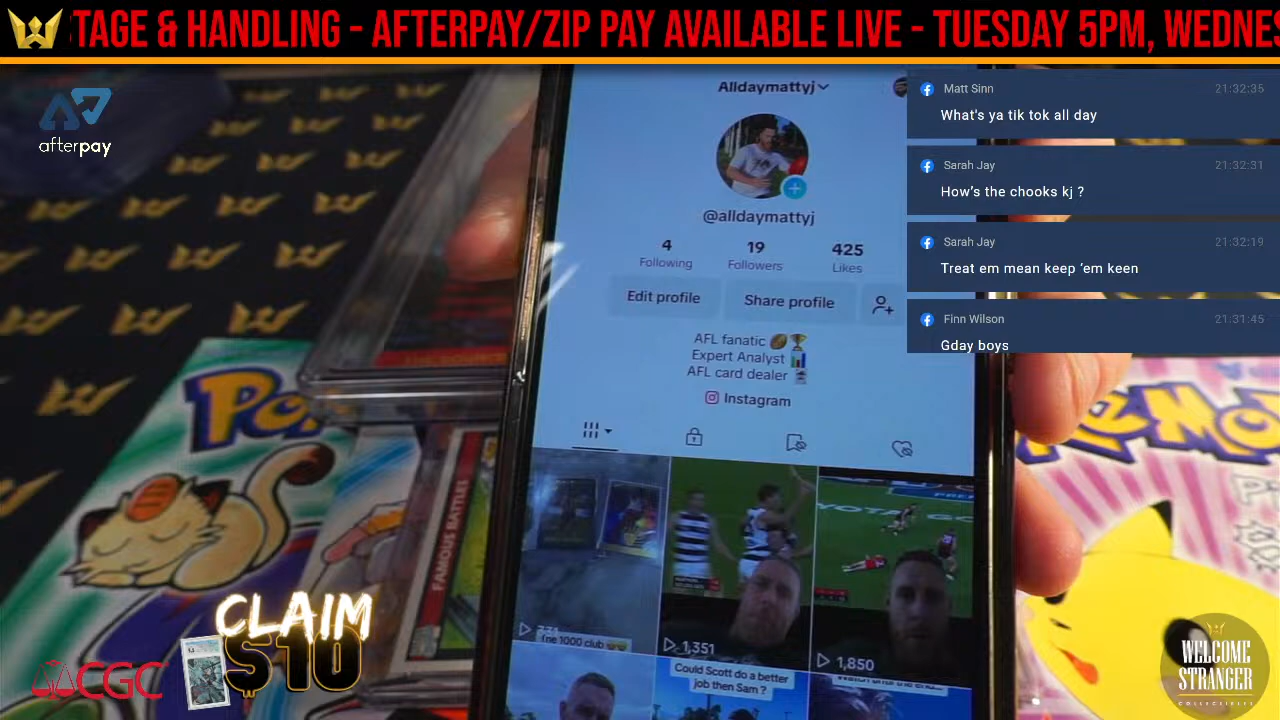 TAGE & HANDLING - AFTERPAY/ZIP PAY AVAILABLE LIVE - TUESDAY 5PM, WEDNES
afterpay
Alldaymattyj
@alldaymattyj
4 19 425
Following Followers Likes
Edit profile Share profile
AFL fanatic
Expert Analyst
AFL card dealer
Instagram
1,351
1,850
Could Scott do a better
job then Sam ?
Matt Sinn 21:32:35
What's ya tik tok all day
Sarah Jay 21:32:31
How's the chooks kj ?
Sarah Jay 21:32:19
Treat em mean keep 'em keen
Finn Wilson 21:31:45
Gday boys
FAMOUS BATTLES
CLAIM
$10
CGC
WELCOME
STRANGER
COLLECTIBLES